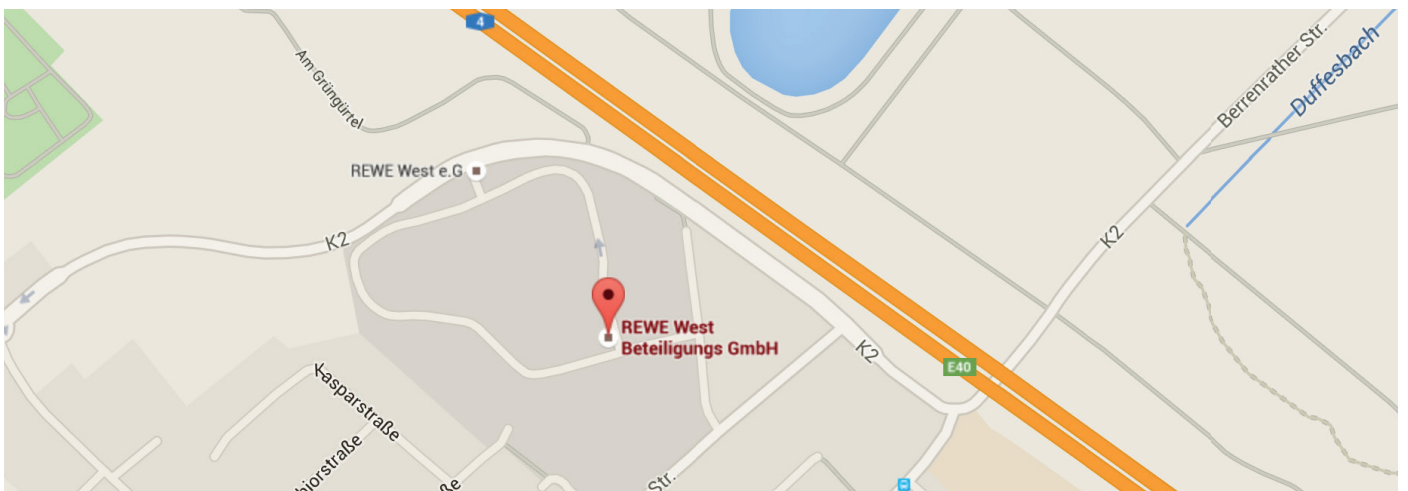 4
Am Grüngürtel
Berrenrather Str.
Duffesbach
REWE West e.G
K2
K2
REWE West
Beteiligungs GmbH
K2
E40
Kasparstraße
Str.